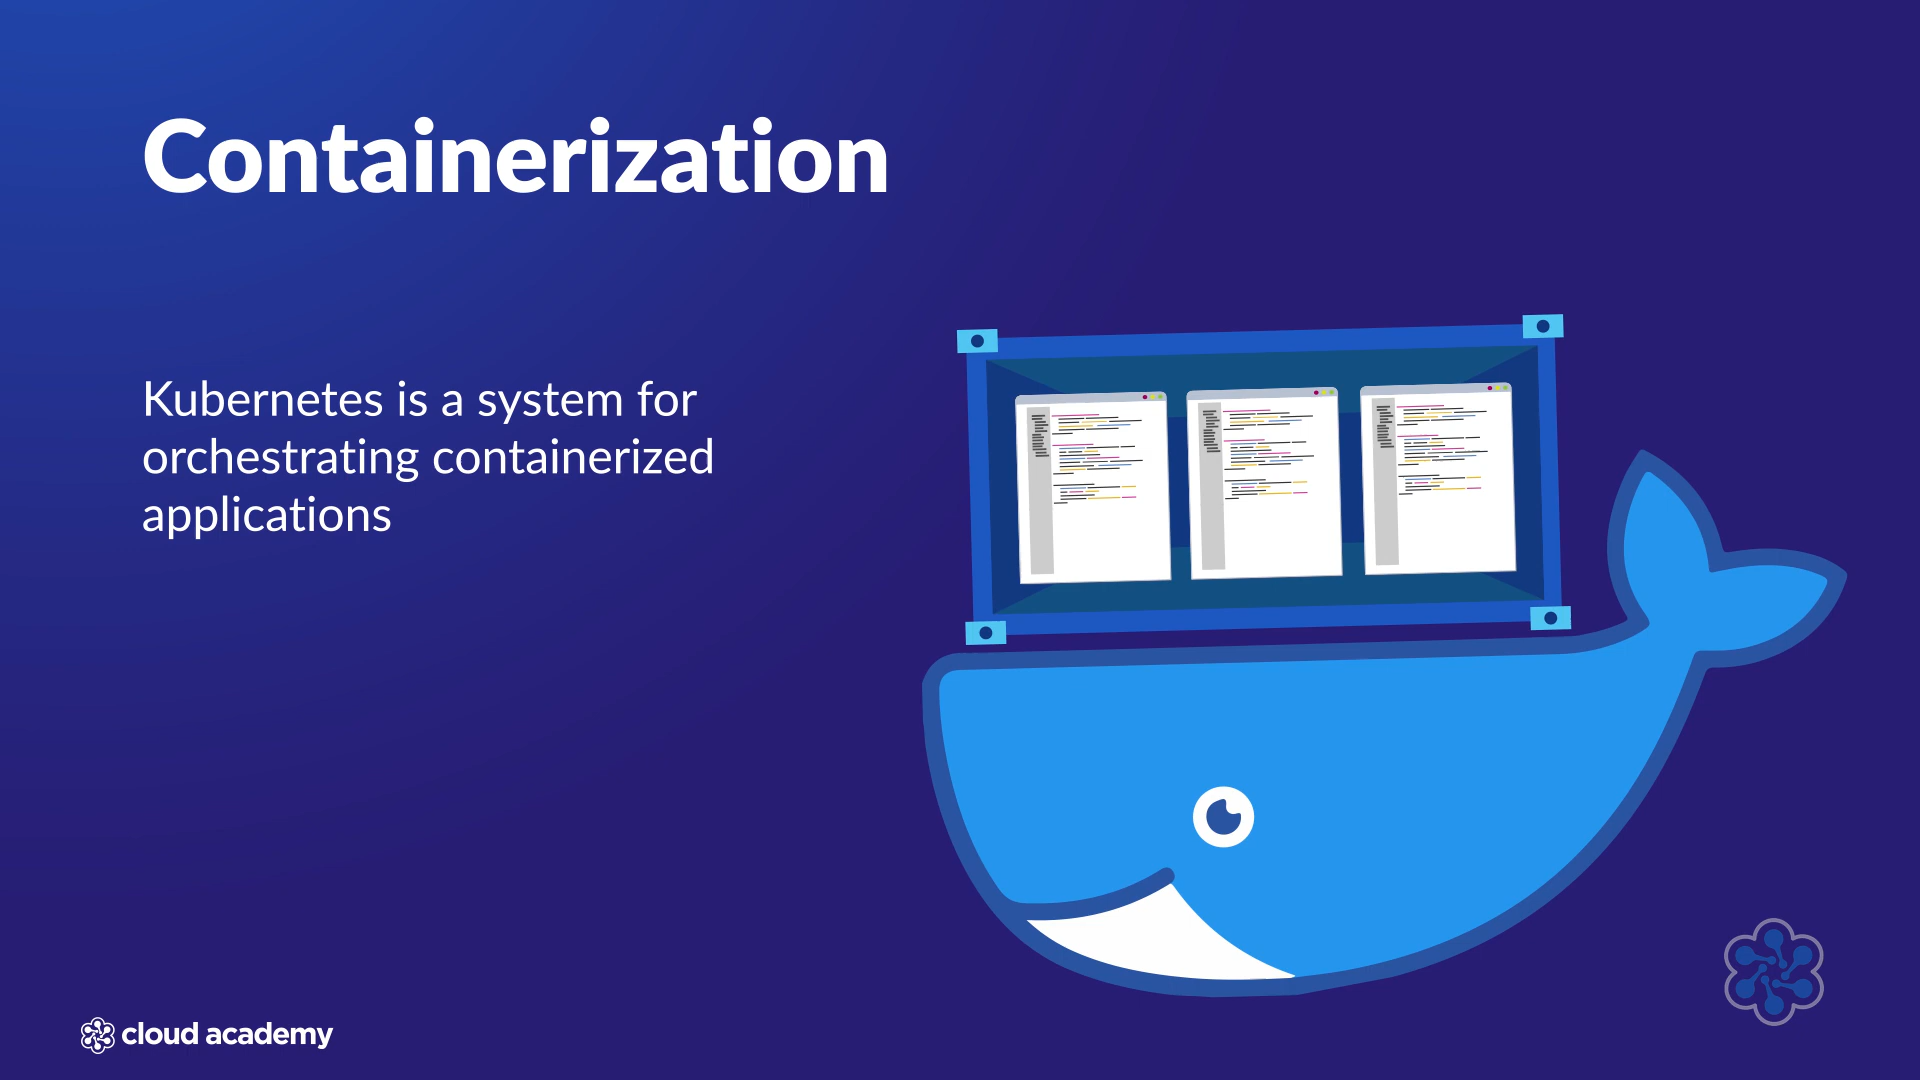 Containerization
Kubernetes is a system for
orchestrating containerized
applications
cloud academy